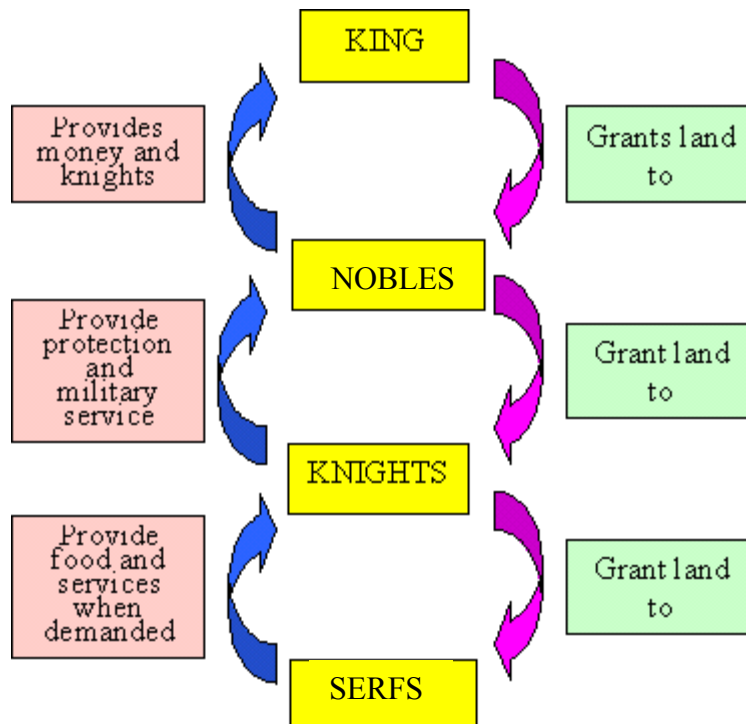 KING
Provides
money and
knights
Grants land
to
NOBLES
Provide
protection
and
military
service
Grant land
to
KNIGHTS
Provide
food and
services
when
demanded
Grant land
to
SERFS